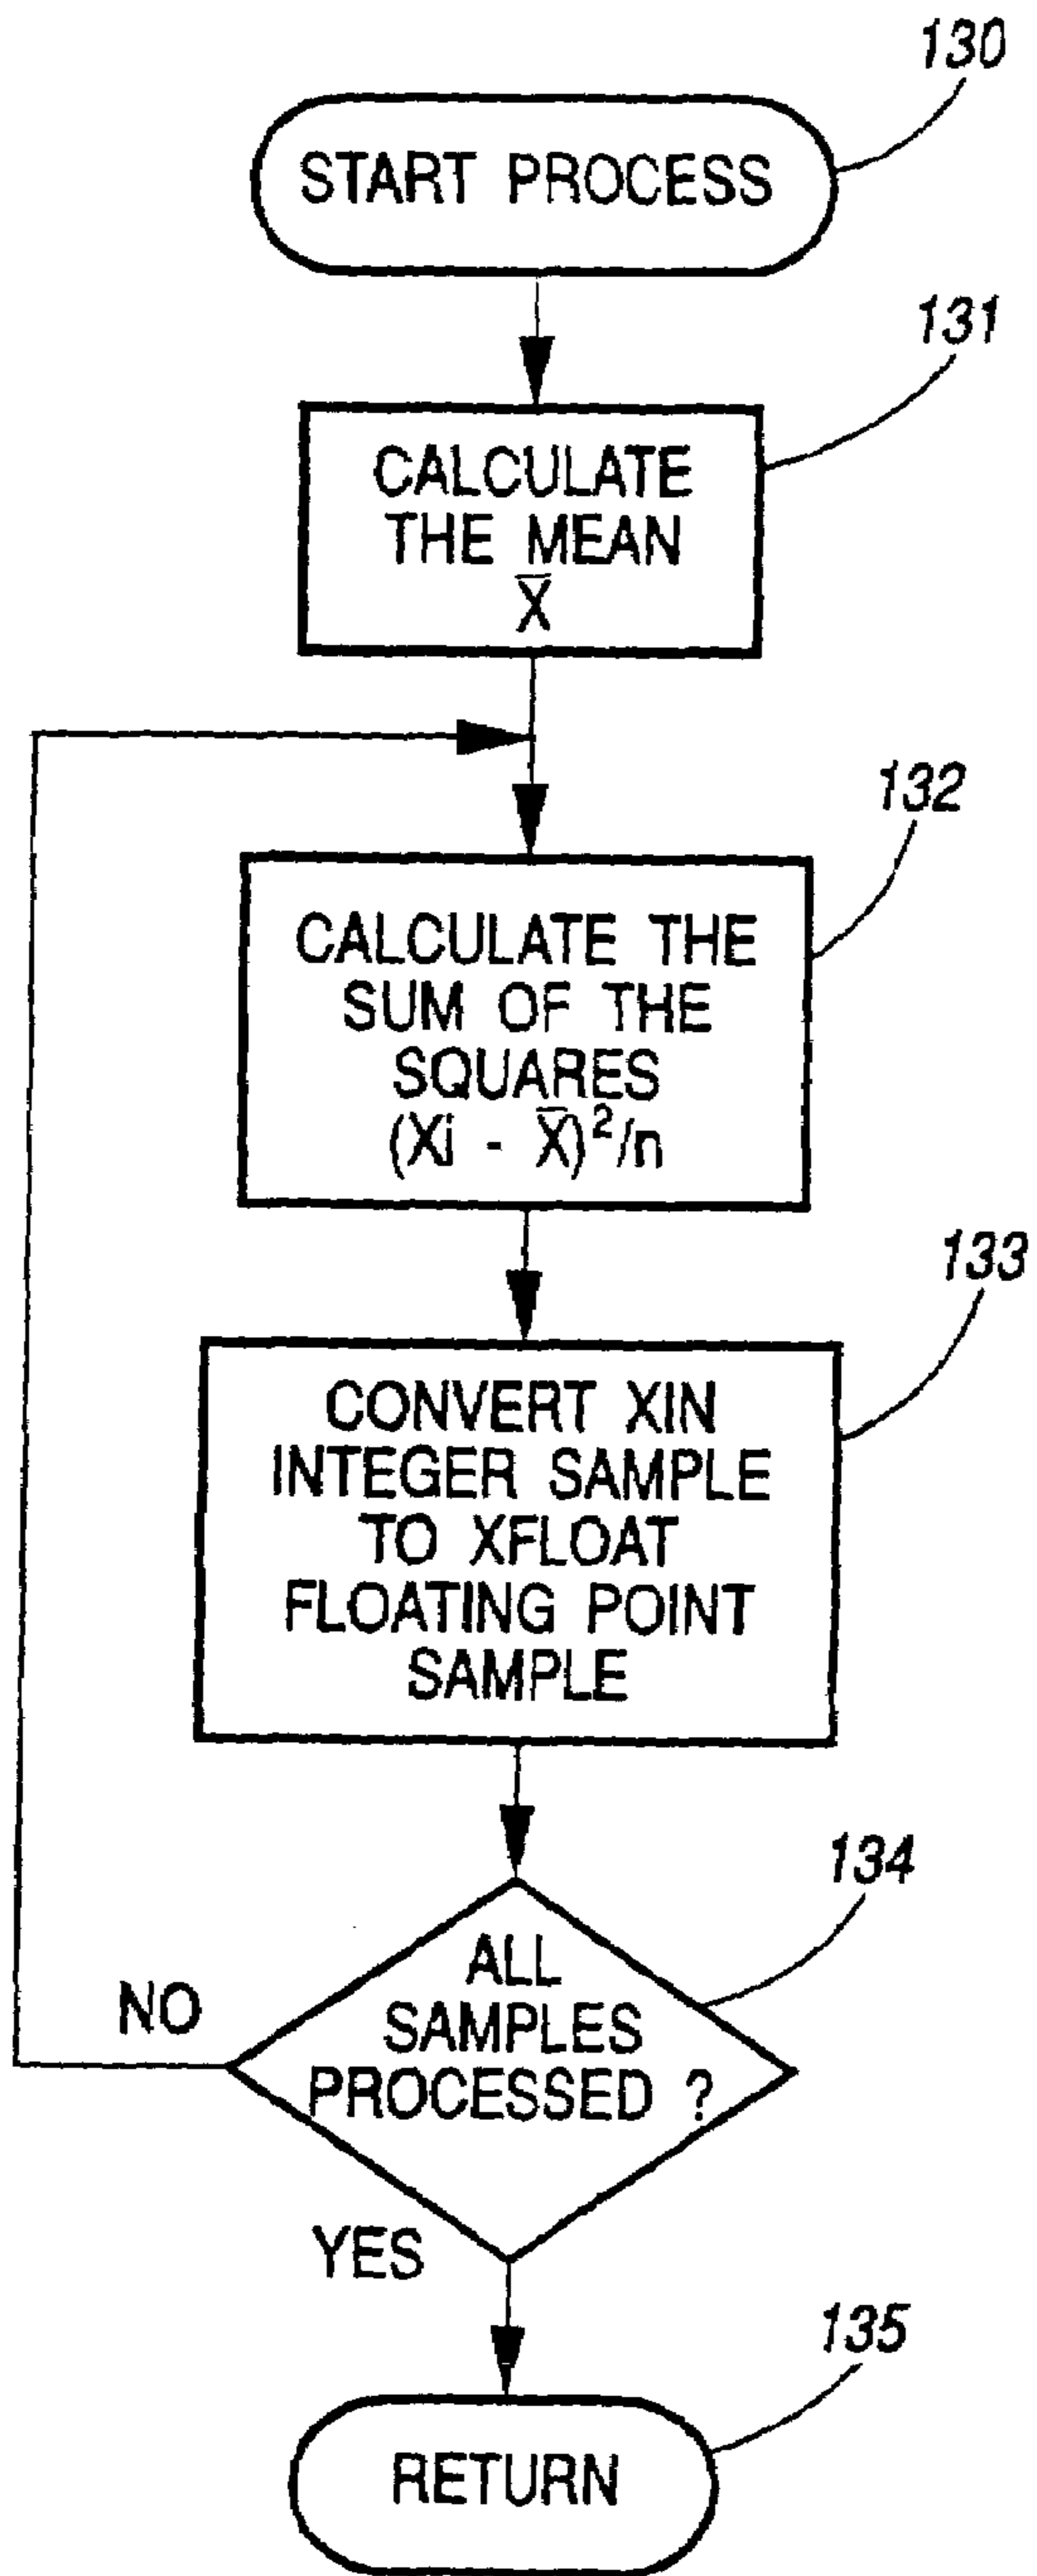 130
START PROCESS
131
CALCULATE
THE MEAN
X̅
132
CALCULATE THE
SUM OF THE
SQUARES
(Xi - X̅)²/n
133
CONVERT XIN
INTEGER SAMPLE
TO XFLOAT
FLOATING POINT
SAMPLE
134
ALL
SAMPLES
PROCESSED ?
NO
YES
135
RETURN